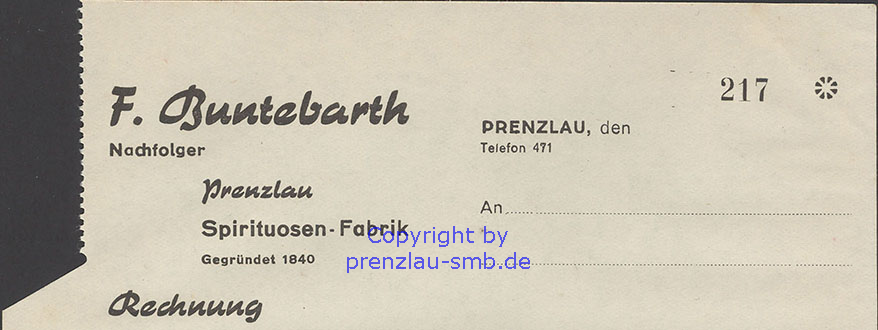 217
F. Buntebarth
Nachfolger
PRENZLAU, den
Telefon 471
Prenzlau
An
Spirituosen-Fabrik
Gegründet 1840
Copyright by
prenzlau-smb.de
Rechnung